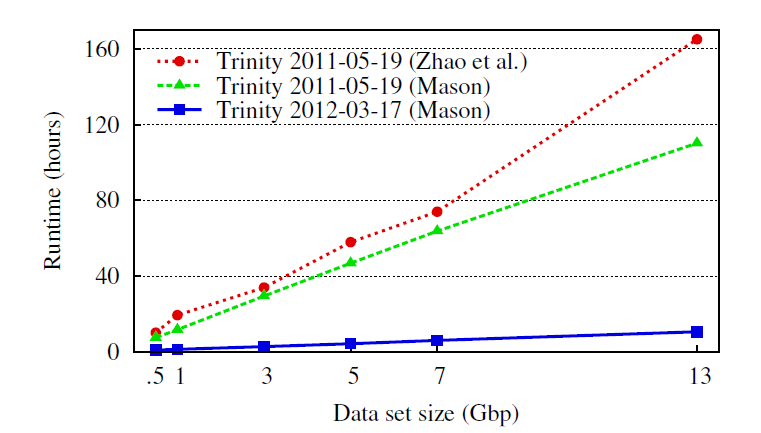 160
120
80
40
0
Runtime (hours)
Trinity 2011-05-19 (Zhao et al.)
Trinity 2011-05-19 (Mason)
Trinity 2012-03-17 (Mason)
.5 1 3 5 7 13
Data set size (Gbp)